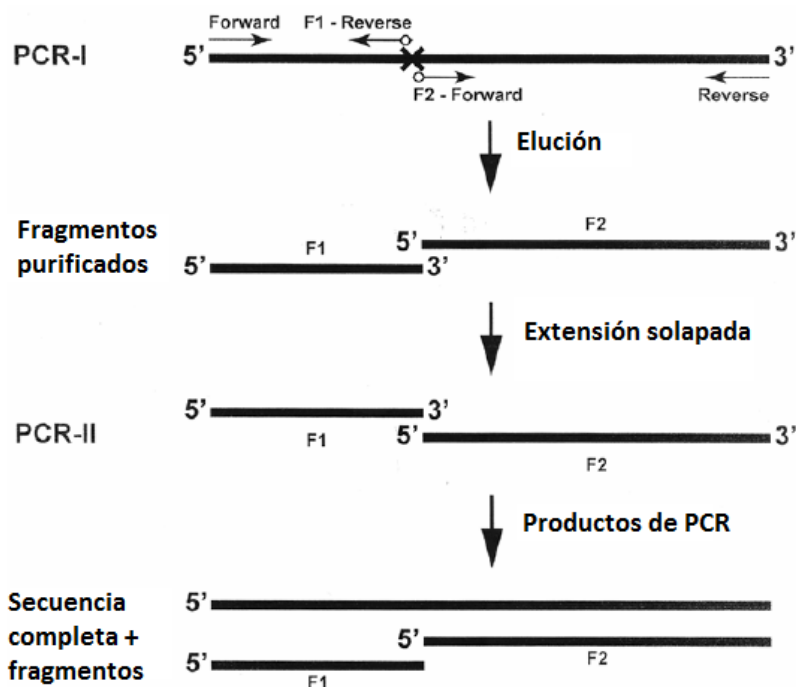 Forward F1 - Reverse
PCR-I 5’ 3’
F2 - Forward Reverse
Elución
Fragmentos
purificados
5’ F2 3’
5’ F1 3’
Extensión solapada
5’ 3’
PCR-II F1 5’ 3’
F2
Productos de PCR
Secuencia
completa +
fragmentos
5’
5’ F2
5’ F1